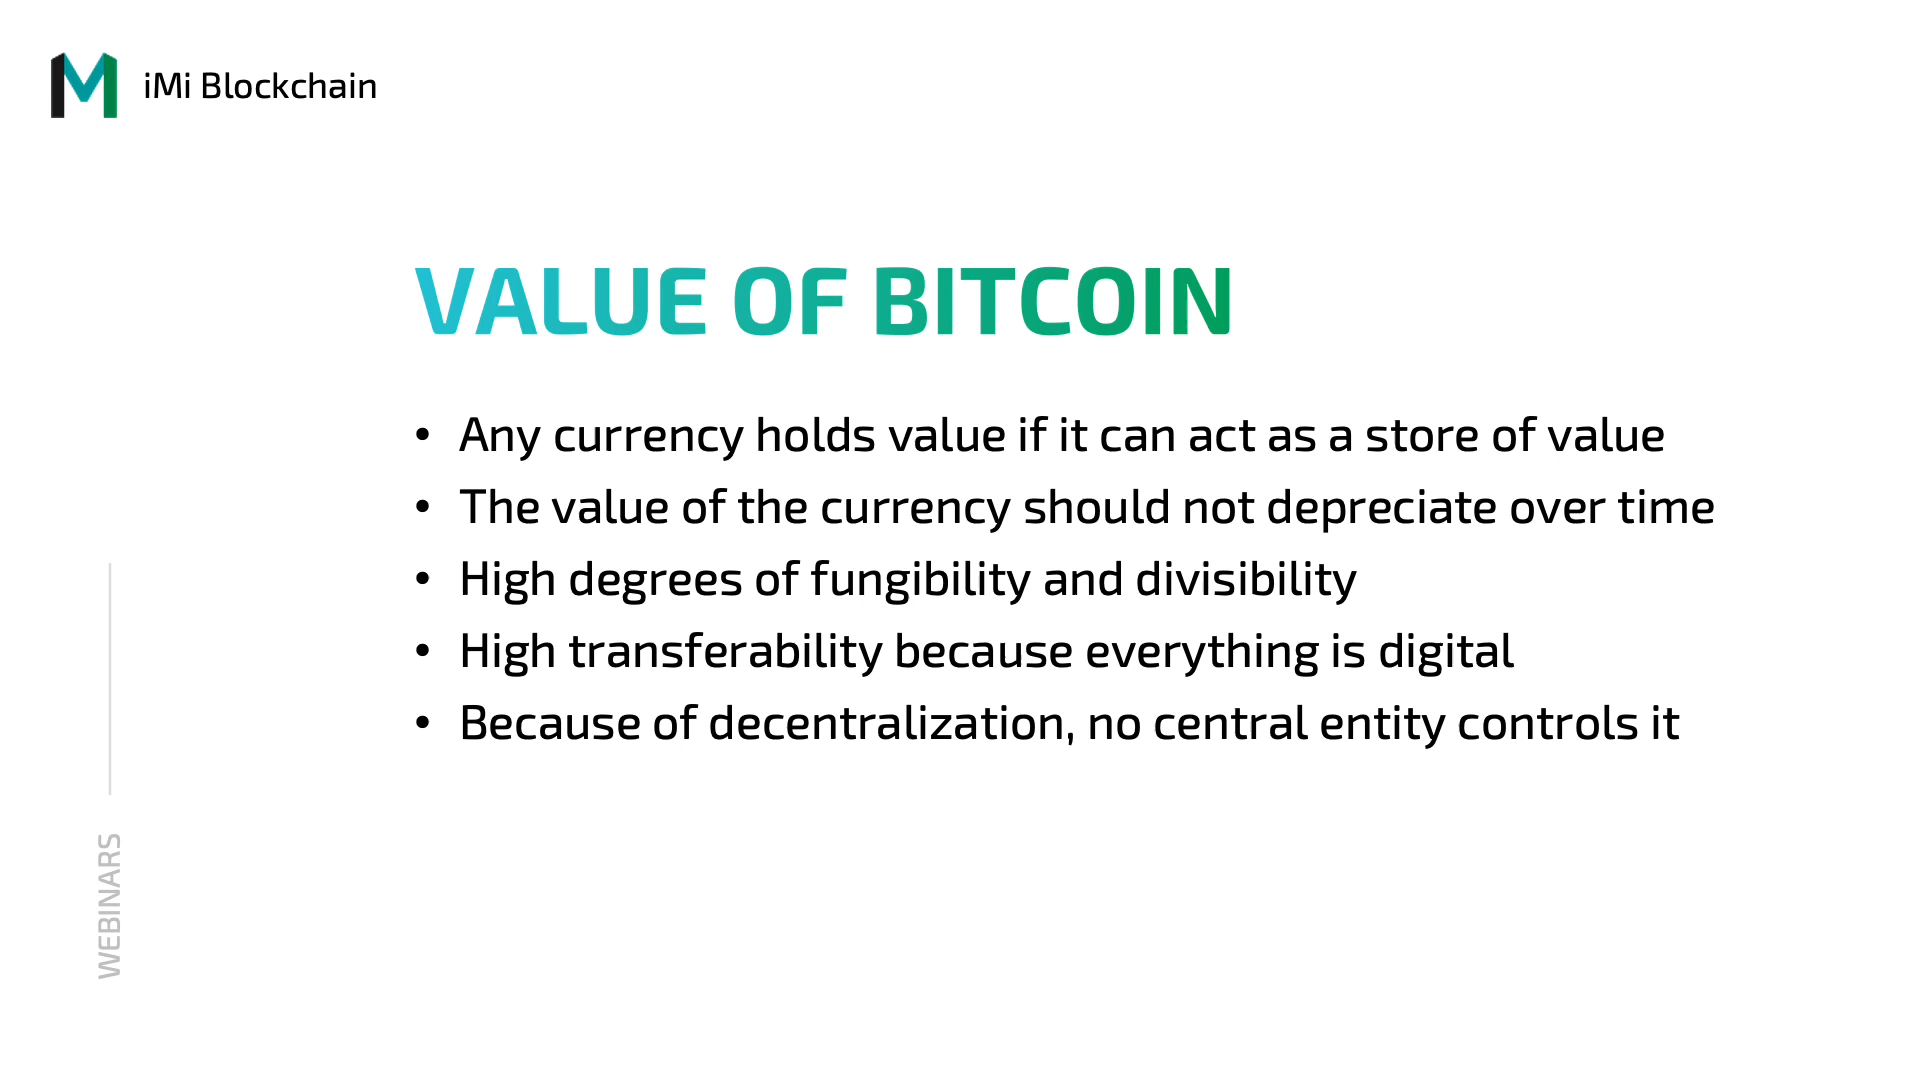 iMi Blockchain
VALUE OF BITCOIN
• Any currency holds value if it can act as a store of value
• The value of the currency should not depreciate over time
• High degrees of fungibility and divisibility
• High transferability because everything is digital
• Because of decentralization, no central entity controls it
WEBINARS